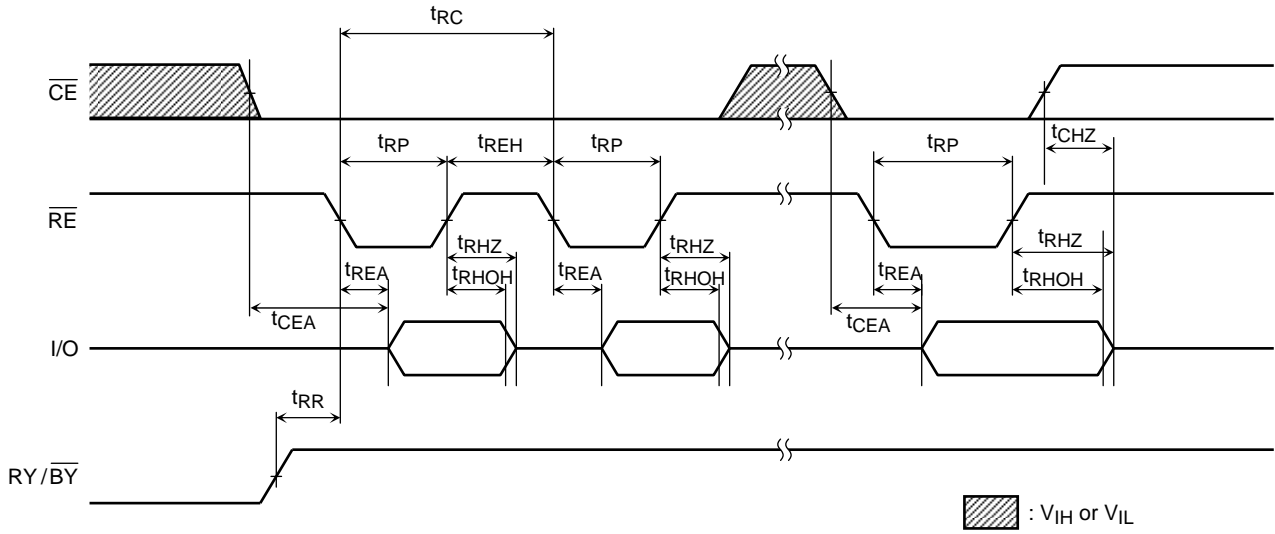 tRC
CE
tCHZ
tRP tREH tRP tRP
RE
tRHZ tRHZ tRHZ
tREA tRHOH tREA tRHOH tREA tRHOH
tCEA tCEA
I/O
tRR
RY/BY
: VIH or VIL